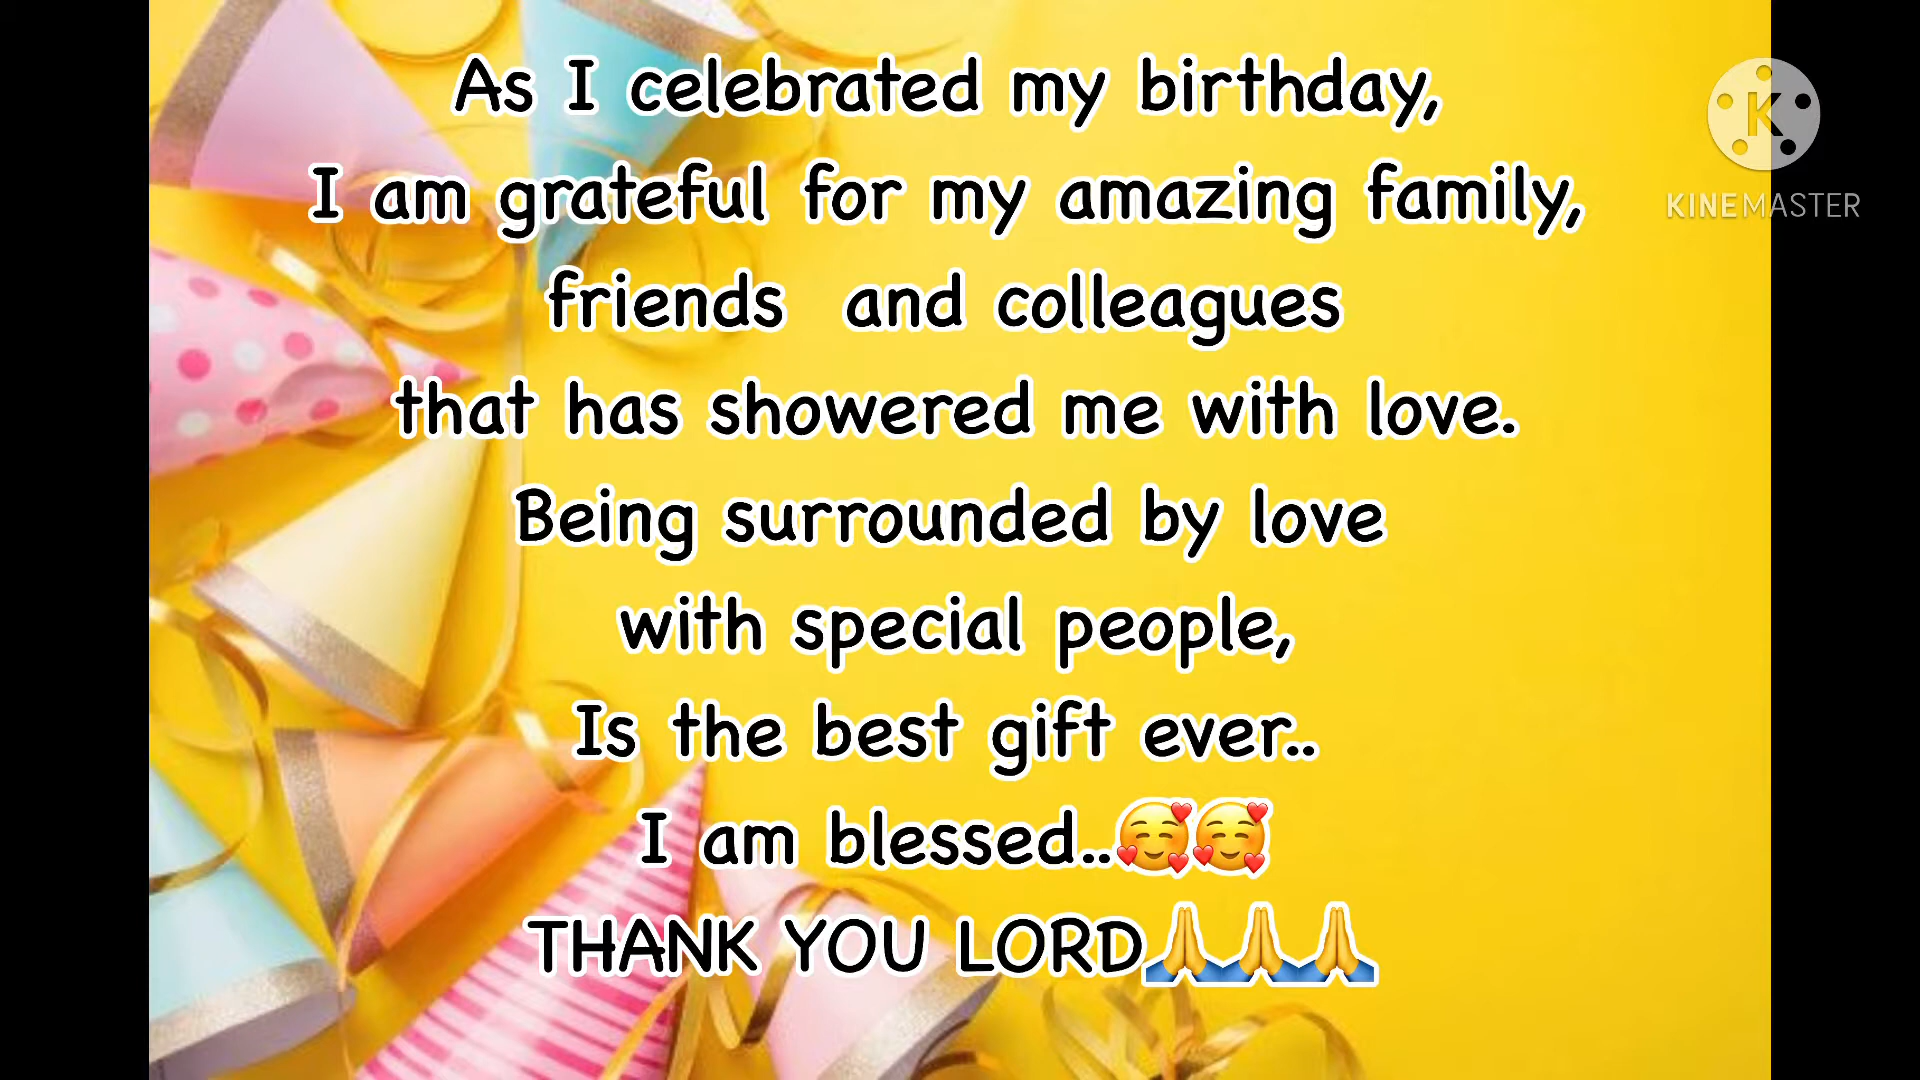 As I celebrated my birthday,
I am grateful for my amazing family,
friends  and colleagues
that has showered me with love.
Being surrounded by love
with special people,
Is the best gift ever..
I am blessed..🥰🥰
THANK YOU LORD🙏🙏🙏
K
KINEMASTER